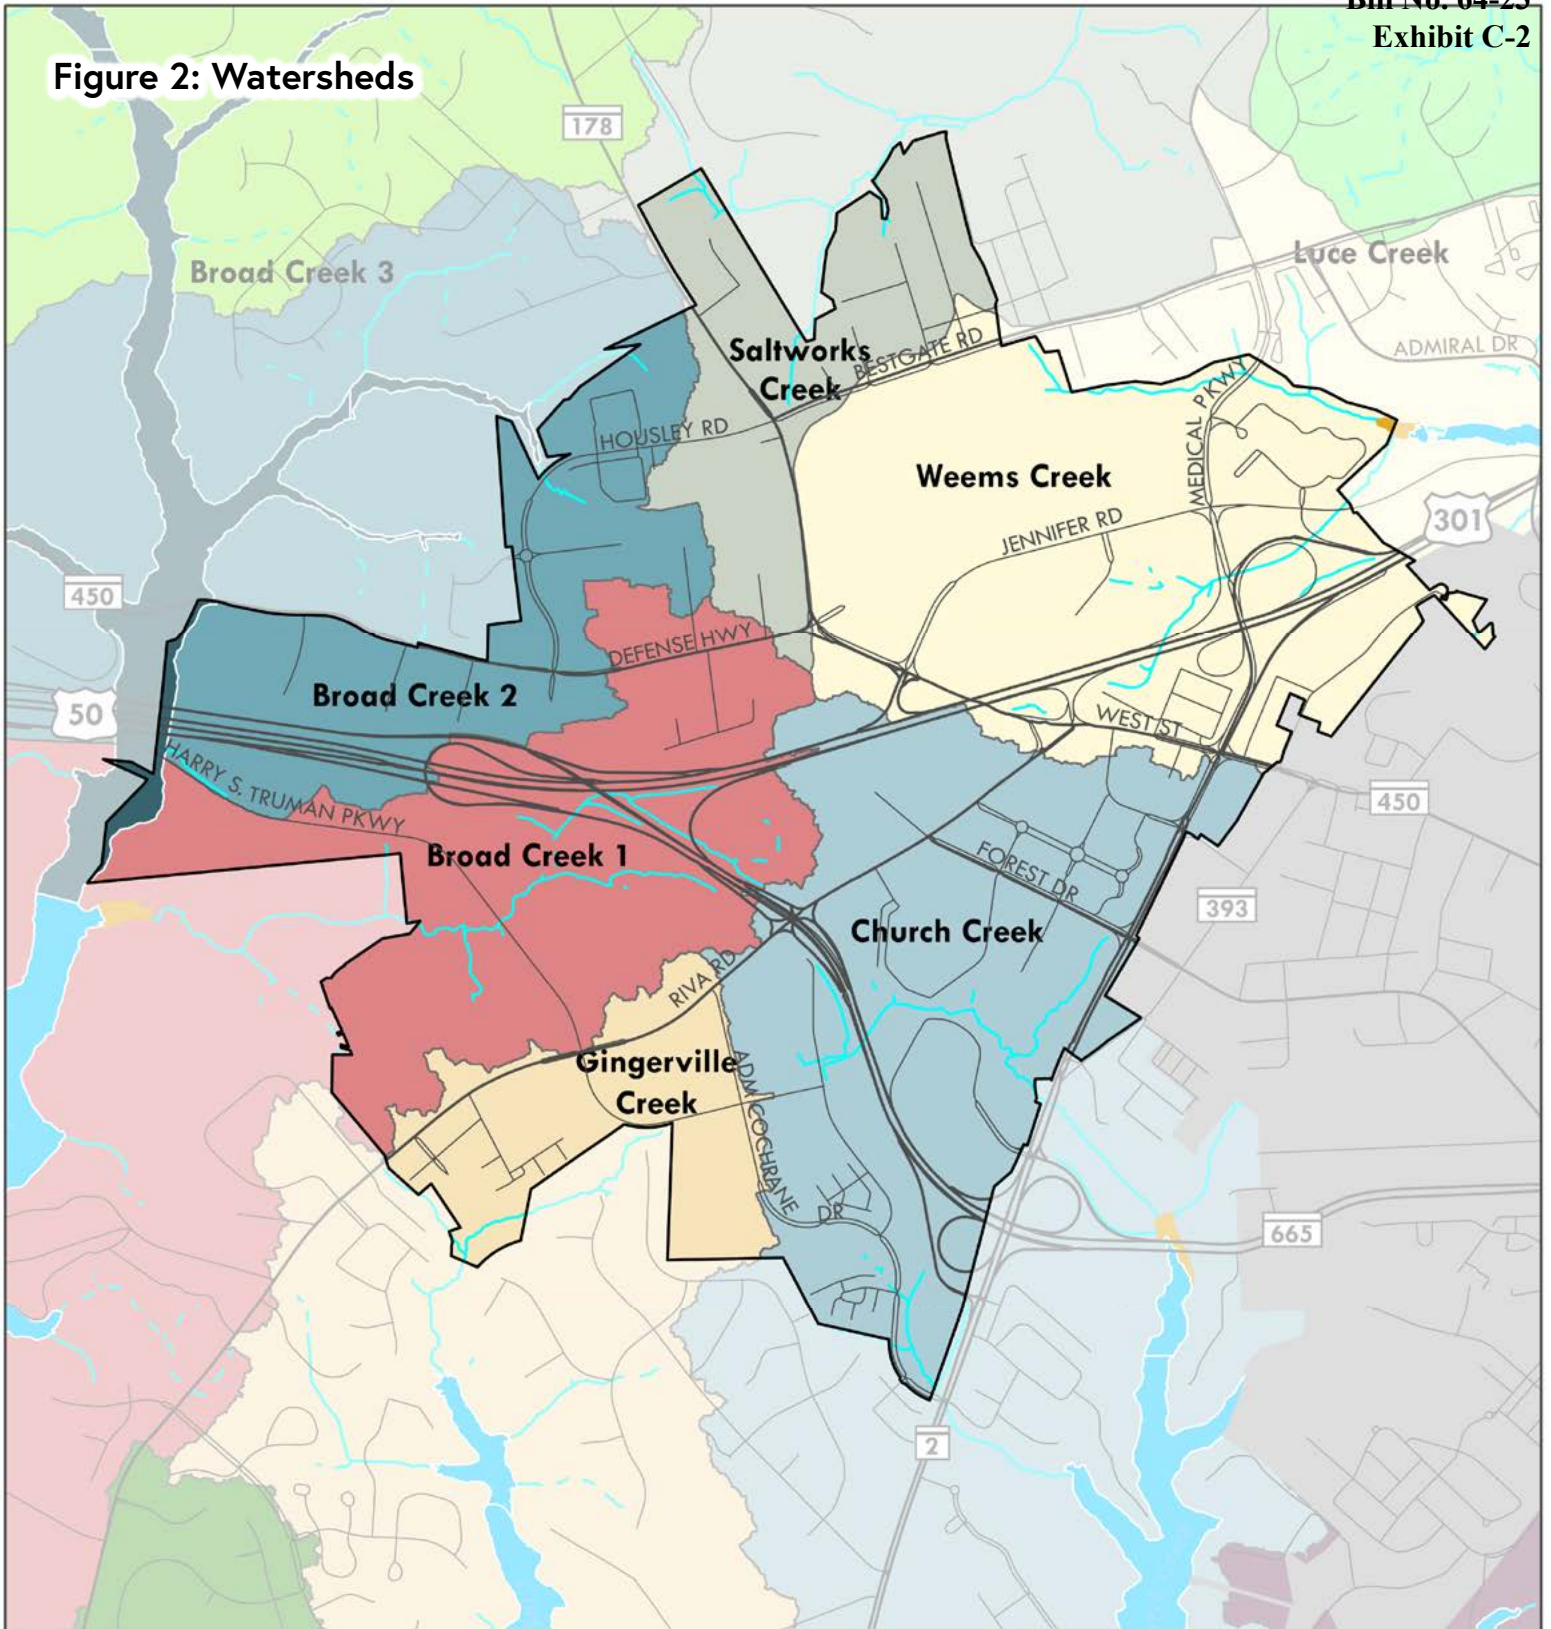 Bill No. 64-23
Exhibit C-2
Figure 2: Watersheds
178
Broad Creek 3
Luce Creek
ADMIRAL DR
Saltworks
Creek
BESTGATE RD
MEDICAL PKWY
HOUSLEY RD
Weems Creek
JENNIFER RD
301
450
DEFENSE HWY
Broad Creek 2
50
WEST ST
HARRY S. TRUMAN PKWY
450
Broad Creek 1
FOREST DR
393
Church Creek
RIVA RD
Gingerville
Creek
ADM COCHRANE DR
665
2